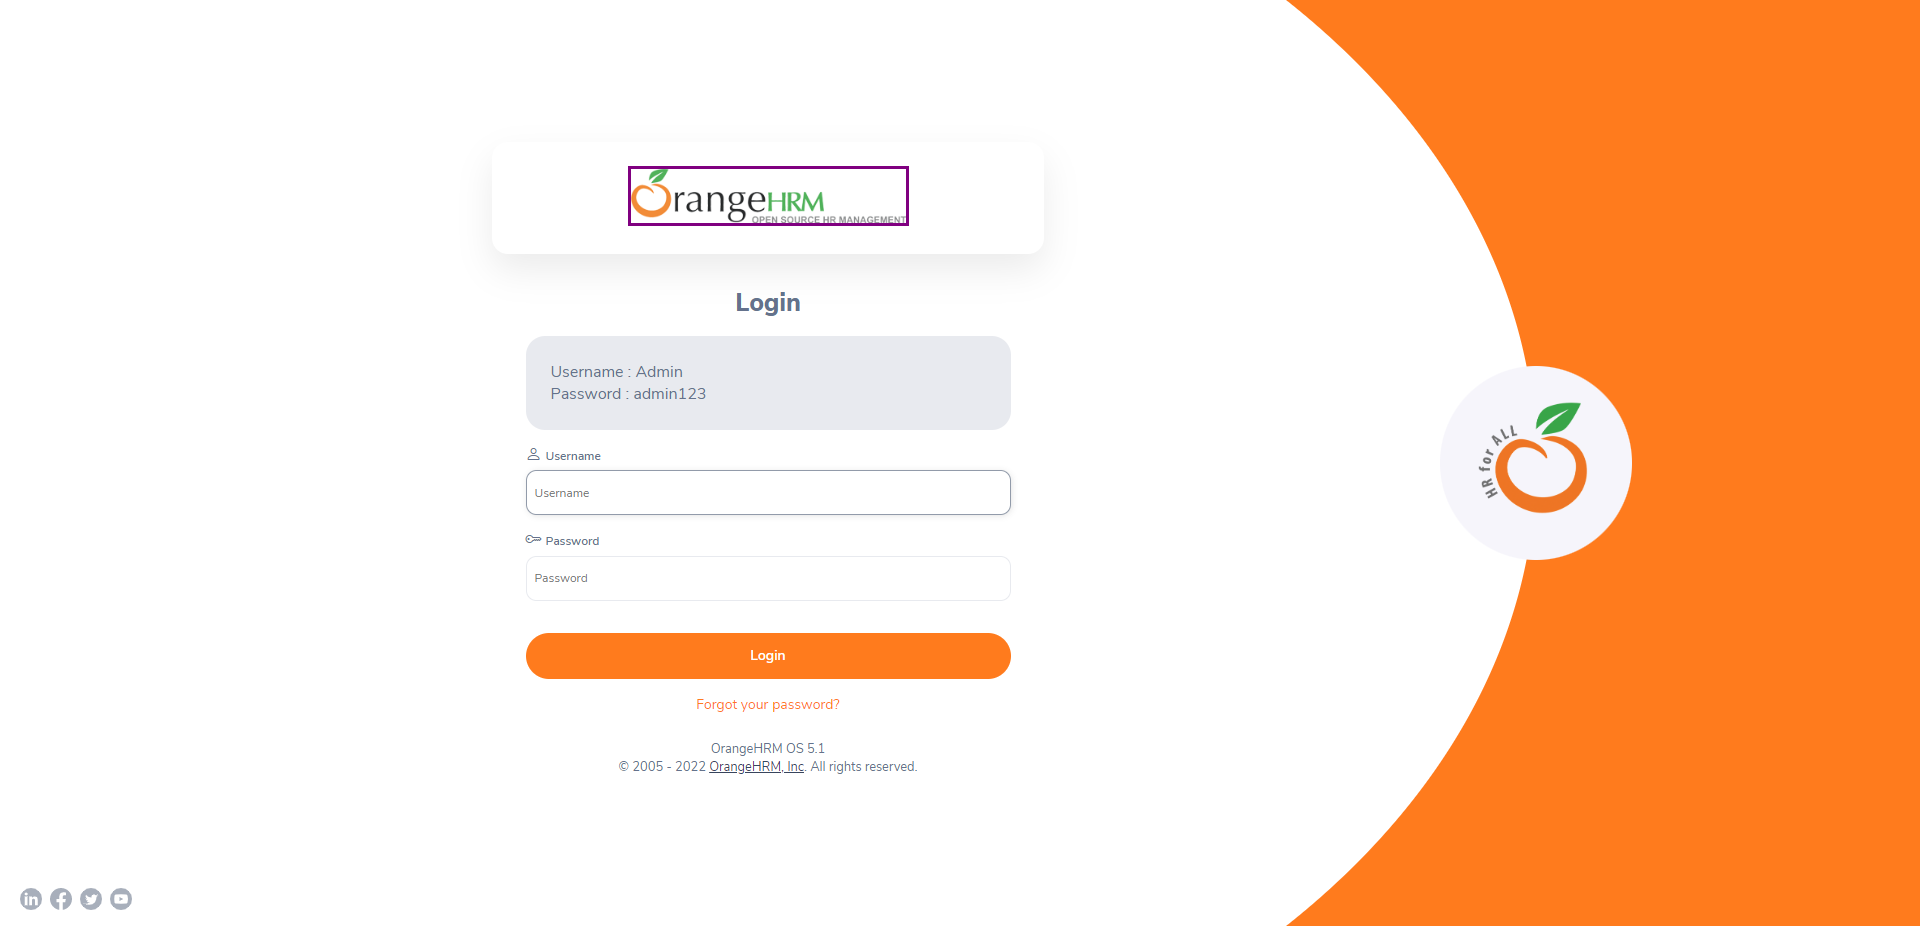 OrangeHRM
OPEN SOURCE HR MANAGEMENT
Login
Username : Admin
Password : admin123
Username
Username
Password
Password
Login
Forgot your password?
OrangeHRM OS 5.1
© 2005 - 2022 OrangeHRM, Inc. All rights reserved.
HR for ALL